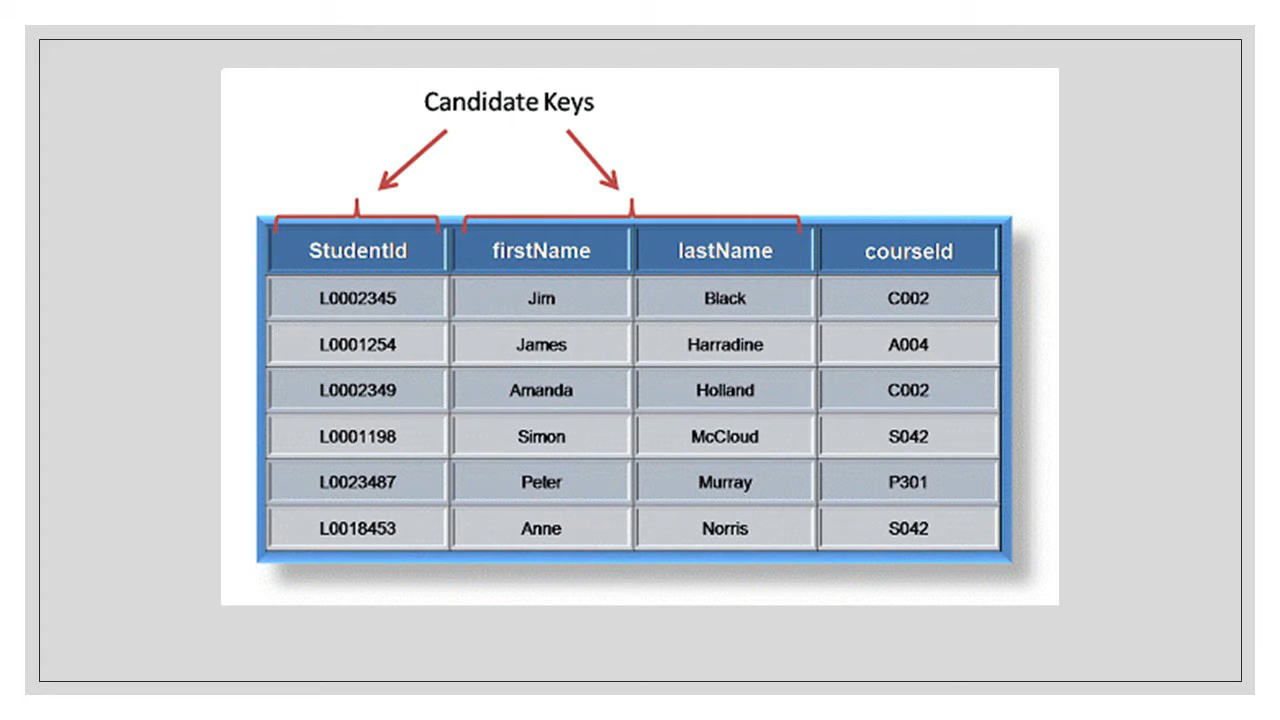 Candidate Keys
StudentId firstName lastName courseId
L0002345 Jim Black C002
L0001254 James Harradine A004
L0002349 Amanda Holland C002
L0001198 Simon McCloud S042
L0023487 Peter Murray P301
L0018453 Anne Norris S042